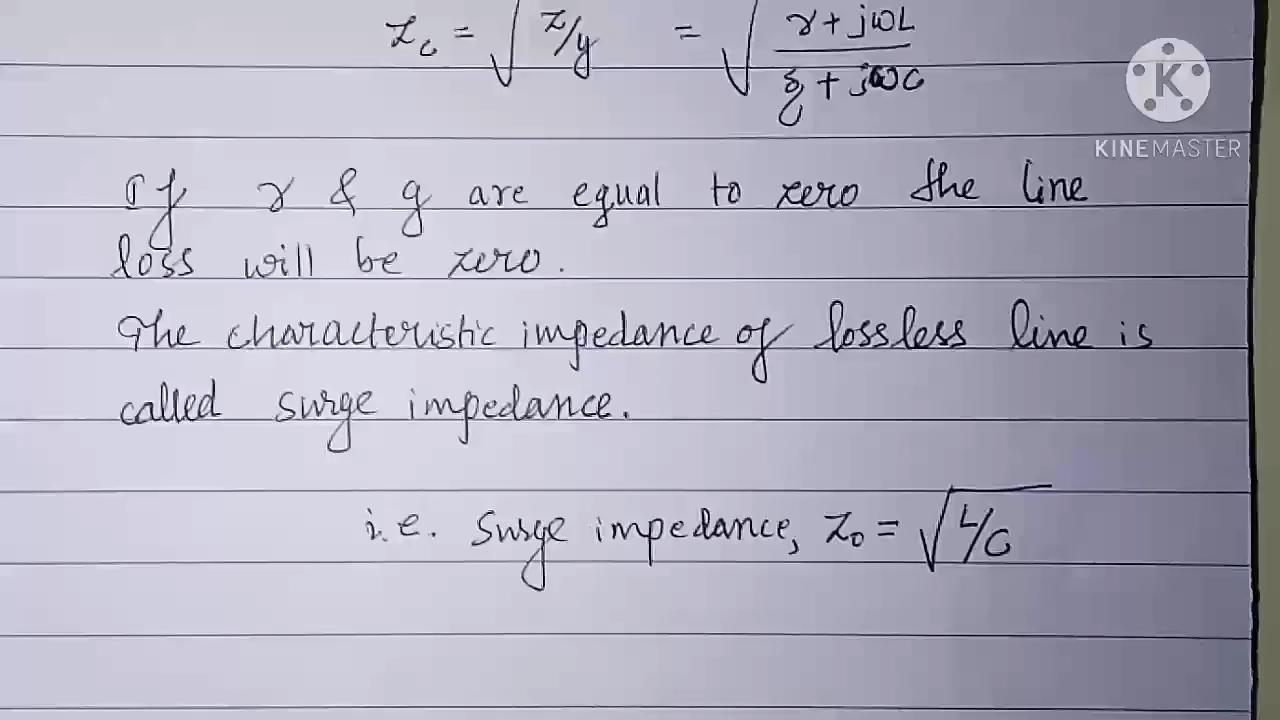 Zc = √z/y = √r + jωL / g + jωC
K
KINEMASTER
If r & g are equal to zero the line
loss will be zero.
The characteristic impedance of lossless line is
called surge impedance.
i.e. Surge impedance, Z₀ = √L/C